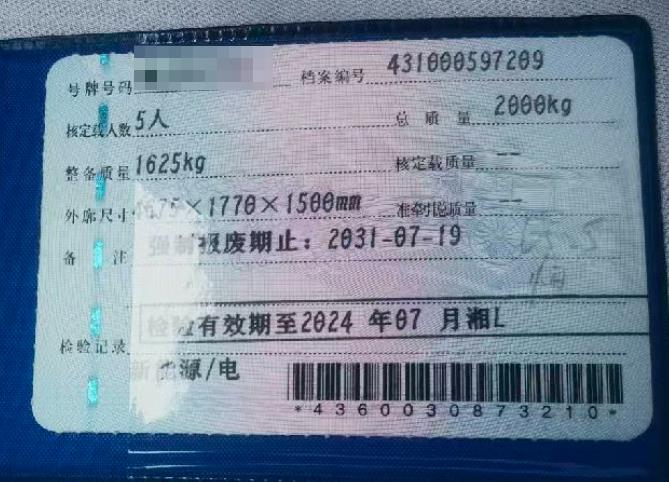 号牌号码 档案编号 431000597209
核定载人数 5人 总质量 2000kg
整备质量 1625kg 核定载质量 --
外廓尺寸 4675×1770×1500mm 准牵引总质量 --
备注 强制报废期止：2031-07-19
检验记录 检验有效期至2024 年07 月湘L
新能源/电
*4360030873210*